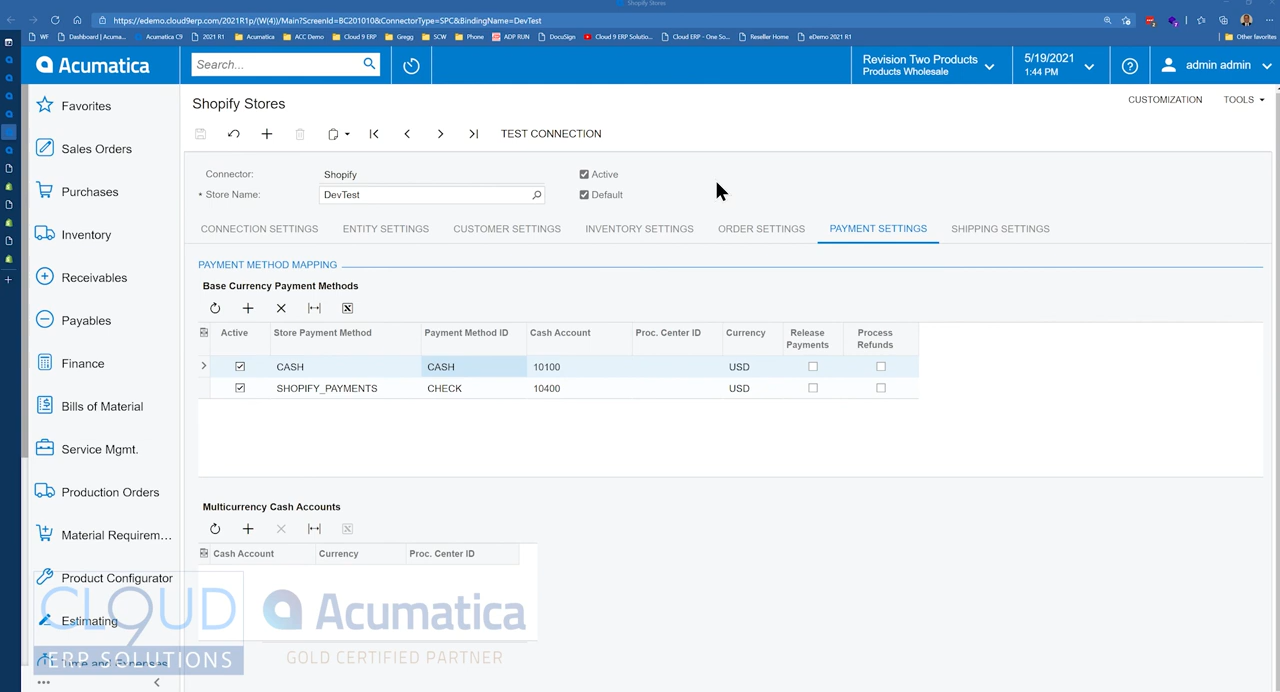 Shopify Stores
https://edemo.cloud9erp.com/2021R1p/(W(4))/Main?ScreenId=BC201010&ConnectorType=SPC&BindingName=DevTest
WF Dashboard | Acuma... Acumatica C9 2021 R1 Acumatica ACC Demo Cloud 9 ERP Gregg SCW Phone ADP RUN DocuSign Cloud 9 ERP Solutio... Cloud ERP - One So... Reseller Home eDemo 2021 R1 Other favorites
Acumatica
Search...
Revision Two Products
Products Wholesale
5/19/2021
1:44 PM
admin admin
Favorites
Sales Orders
Purchases
Inventory
Receivables
Payables
Finance
Bills of Material
Service Mgmt.
Production Orders
Material Requirem...
Product Configurator
Estimating
Time and Expenses
Shopify Stores
CUSTOMIZATION TOOLS
TEST CONNECTION
Connector: Shopify
Active
* Store Name: DevTest
Default
CONNECTION SETTINGS ENTITY SETTINGS CUSTOMER SETTINGS INVENTORY SETTINGS ORDER SETTINGS PAYMENT SETTINGS SHIPPING SETTINGS
PAYMENT METHOD MAPPING
Base Currency Payment Methods
Active Store Payment Method Payment Method ID Cash Account Proc. Center ID Currency Release Payments Process Refunds
CASH CASH 10100 USD
SHOPIFY_PAYMENTS CHECK 10400 USD
Multicurrency Cash Accounts
Cash Account Currency Proc. Center ID
CLOUD 9
ERP SOLUTIONS
Acumatica
GOLD CERTIFIED PARTNER